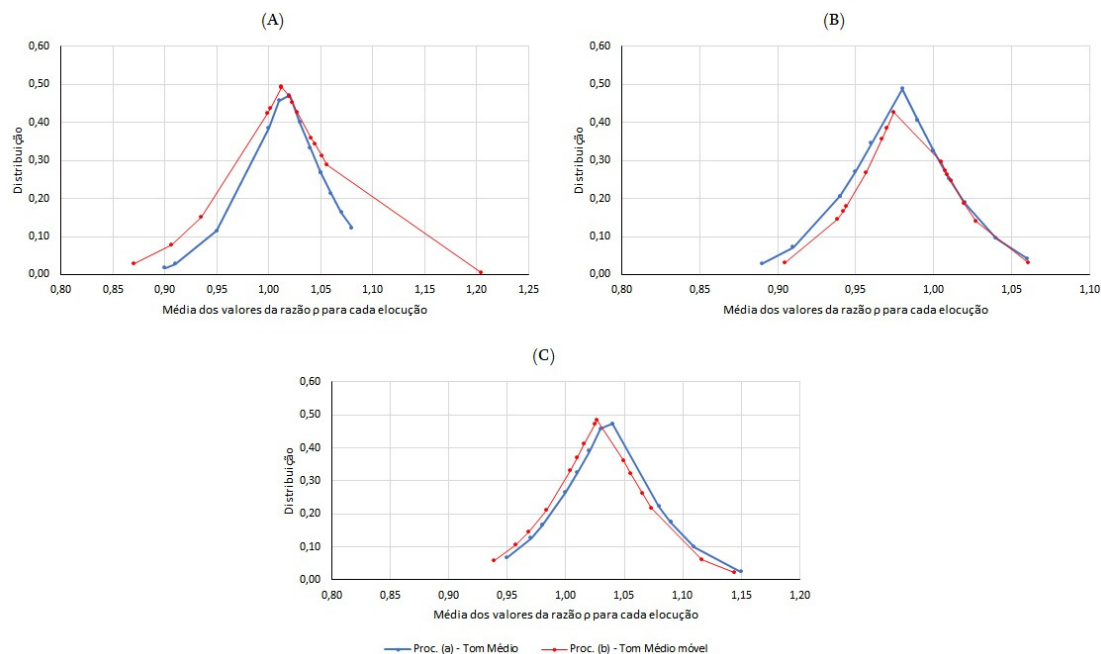 (A)
0,60
0,50
0,40
0,30
0,20
0,10
0,00
Distribuição
0,80 0,85 0,90 0,95 1,00 1,05 1,10 1,15 1,20 1,25
Média dos valores da razão ρ para cada elocução
(B)
0,60
0,50
0,40
0,30
0,20
0,10
0,00
Distribuição
0,80 0,85 0,90 0,95 1,00 1,05 1,10
Média dos valores da razão ρ para cada elocução
(C)
0,60
0,50
0,40
0,30
0,20
0,10
0,00
Distribuição
0,80 0,85 0,90 0,95 1,00 1,05 1,10 1,15 1,20
Média dos valores da razão ρ para cada elocução
Proc. (a) - Tom Médio Proc. (b) - Tom Médio móvel